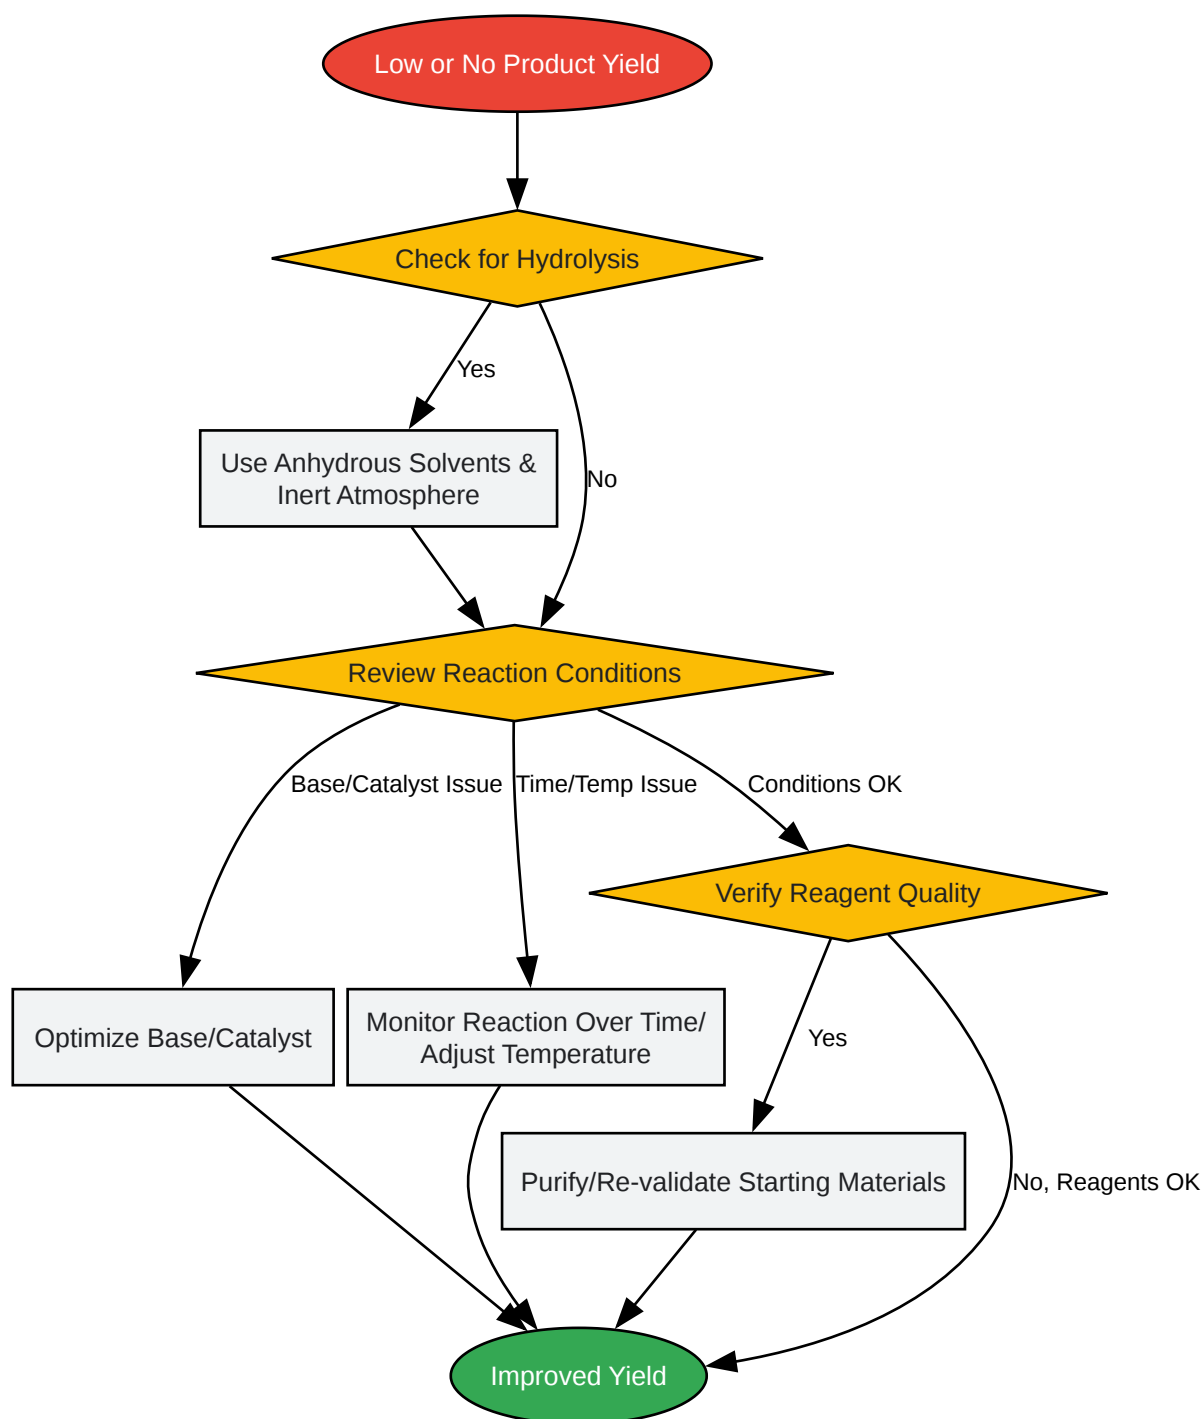 Low or No Product Yield
Check for Hydrolysis
Yes
Use Anhydrous Solvents &
Inert Atmosphere
No
Review Reaction Conditions
Base/Catalyst Issue
Time/Temp Issue
Conditions OK
Verify Reagent Quality
Optimize Base/Catalyst
Monitor Reaction Over Time/
Adjust Temperature
Yes
Purify/Re-validate Starting Materials
No, Reagents OK
Improved Yield